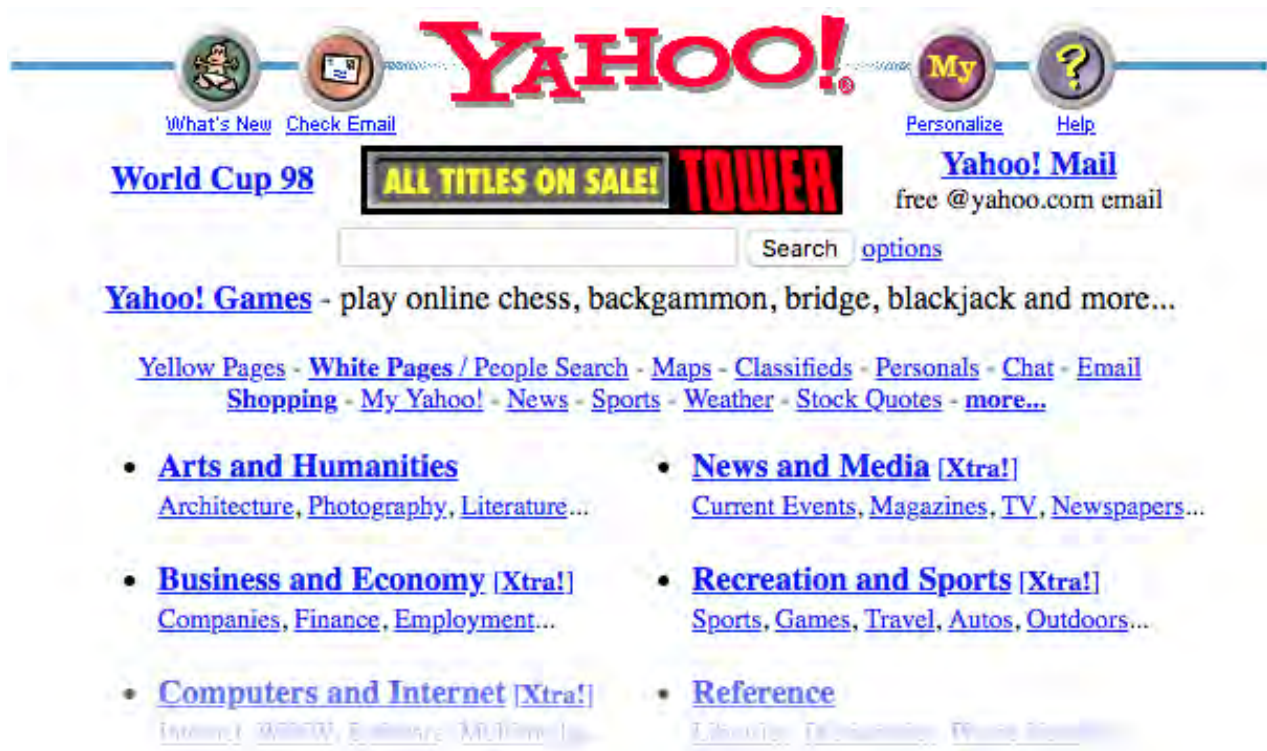 YAHOO!®
My
?
What's New Check Email Personalize Help
World Cup 98
ALL TITLES ON SALE! TOWER
Yahoo! Mail
free @yahoo.com email
Search options
Yahoo! Games - play online chess, backgammon, bridge, blackjack and more...
Yellow Pages - White Pages / People Search - Maps - Classifieds - Personals - Chat - Email
Shopping - My Yahoo! - News - Sports - Weather - Stock Quotes - more...
• Arts and Humanities
Architecture, Photography, Literature...
• News and Media [Xtra!]
Current Events, Magazines, TV, Newspapers...
• Business and Economy [Xtra!]
Companies, Finance, Employment...
• Recreation and Sports [Xtra!]
Sports, Games, Travel, Autos, Outdoors...
• Computers and Internet [Xtra!]
• Reference